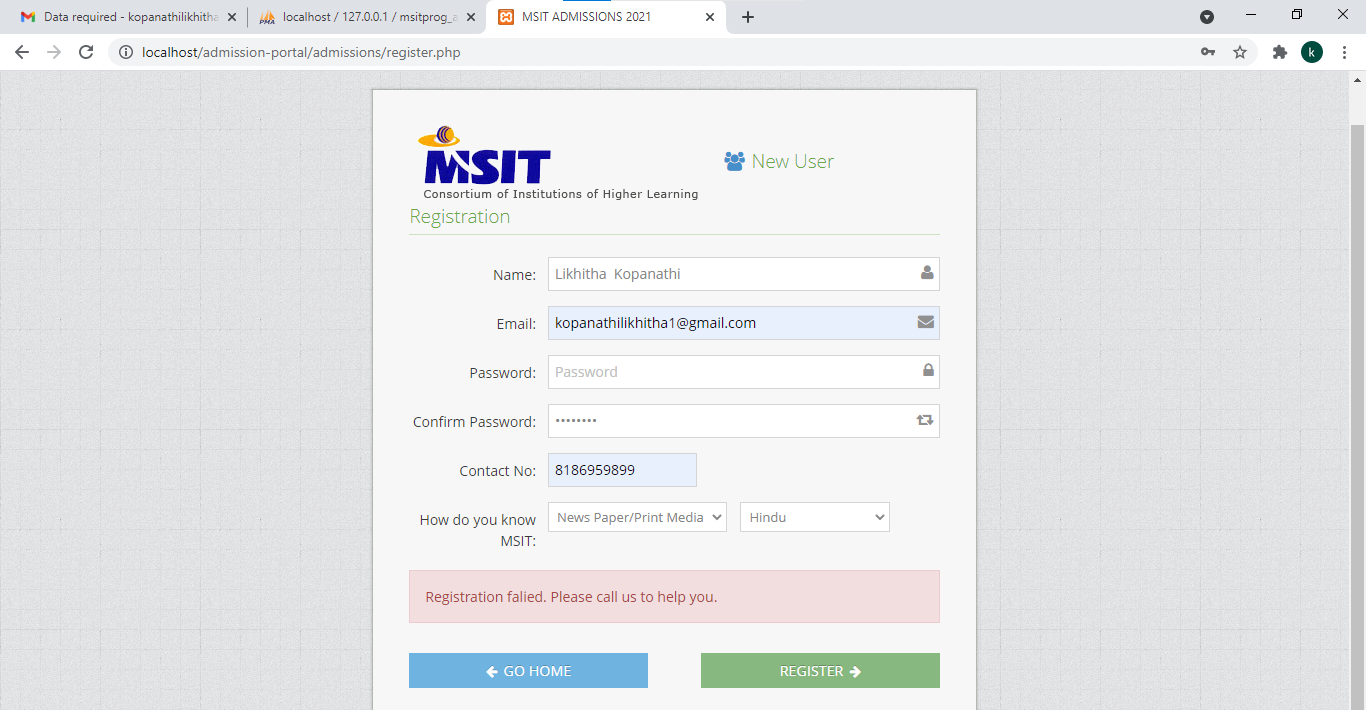 Data required - kopanathilikhitha
localhost / 127.0.0.1 / msitprog_a
MSIT ADMISSIONS 2021
localhost/admission-portal/admissions/register.php
k
MSIT
Consortium of Institutions of Higher Learning
New User
Registration
Name: Likhitha Kopanathi
Email: kopanathilikhitha1@gmail.com
Password: Password
Confirm Password: ········
Contact No: 8186959899
How do you know
MSIT:
News Paper/Print Media
Hindu
Registration falied. Please call us to help you.
GO HOME
REGISTER